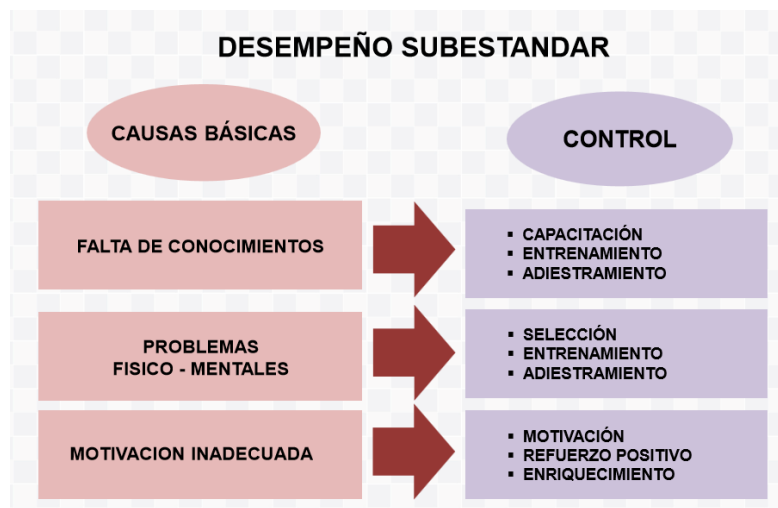 DESEMPEÑO SUBESTANDAR
CAUSAS BÁSICAS
CONTROL
FALTA DE CONOCIMIENTOS
▪ CAPACITACIÓN
▪ ENTRENAMIENTO
▪ ADIESTRAMIENTO
PROBLEMAS
FISICO - MENTALES
▪ SELECCIÓN
▪ ENTRENAMIENTO
▪ ADIESTRAMIENTO
MOTIVACION INADECUADA
▪ MOTIVACIÓN
▪ REFUERZO POSITIVO
▪ ENRIQUECIMIENTO